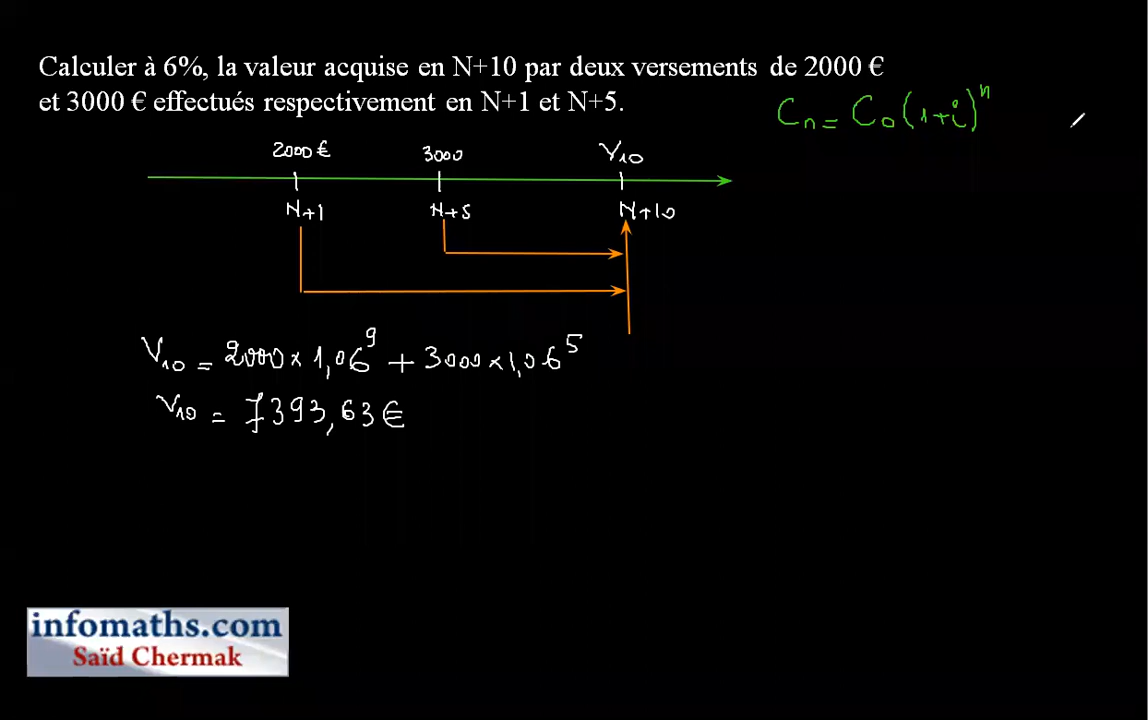 Calculer à 6%, la valeur acquise en N+10 par deux versements de 2000 €
et 3000 € effectués respectivement en N+1 et N+5.
Cn = C0(1+i)^n
2000 € 3000 V10
N+1 N+5 N+10
V10 = 2000 × 1,06^9 + 3000 × 1,06^5
V10 = 7393,63 €
infomaths.com
Saïd Chermak